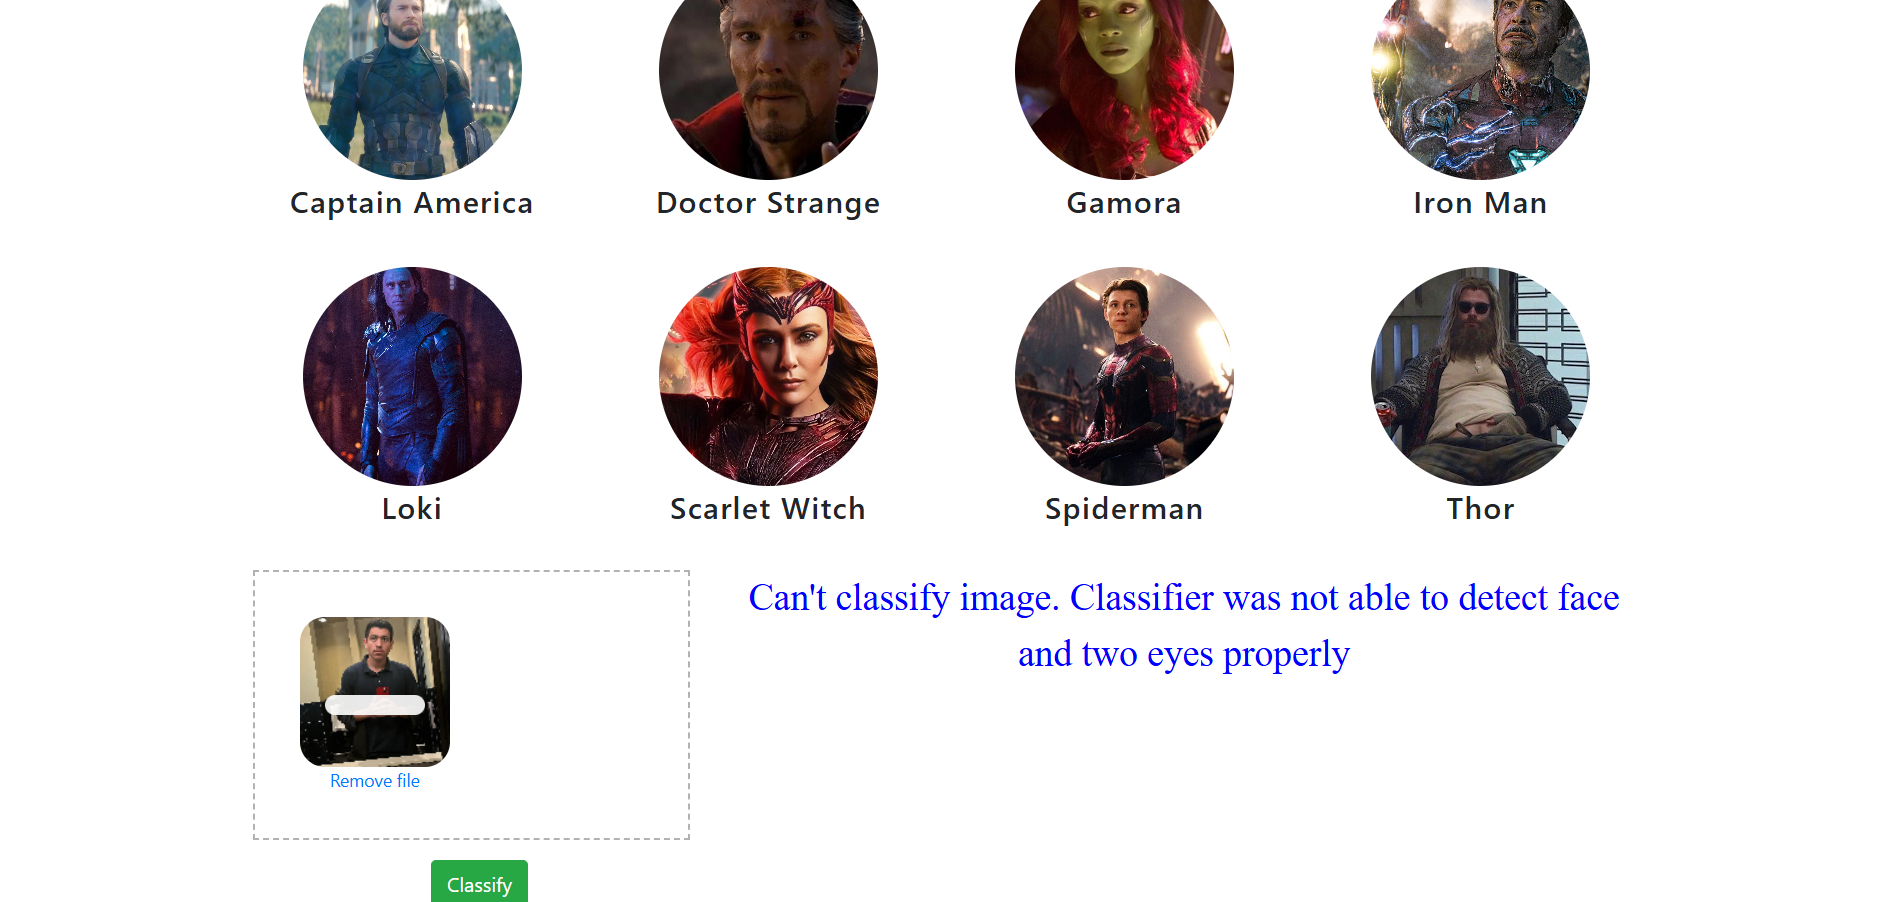 Captain America
Doctor Strange
Gamora
Iron Man
Loki
Scarlet Witch
Spiderman
Thor
Can't classify image. Classifier was not able to detect face
and two eyes properly
Remove file
Classify